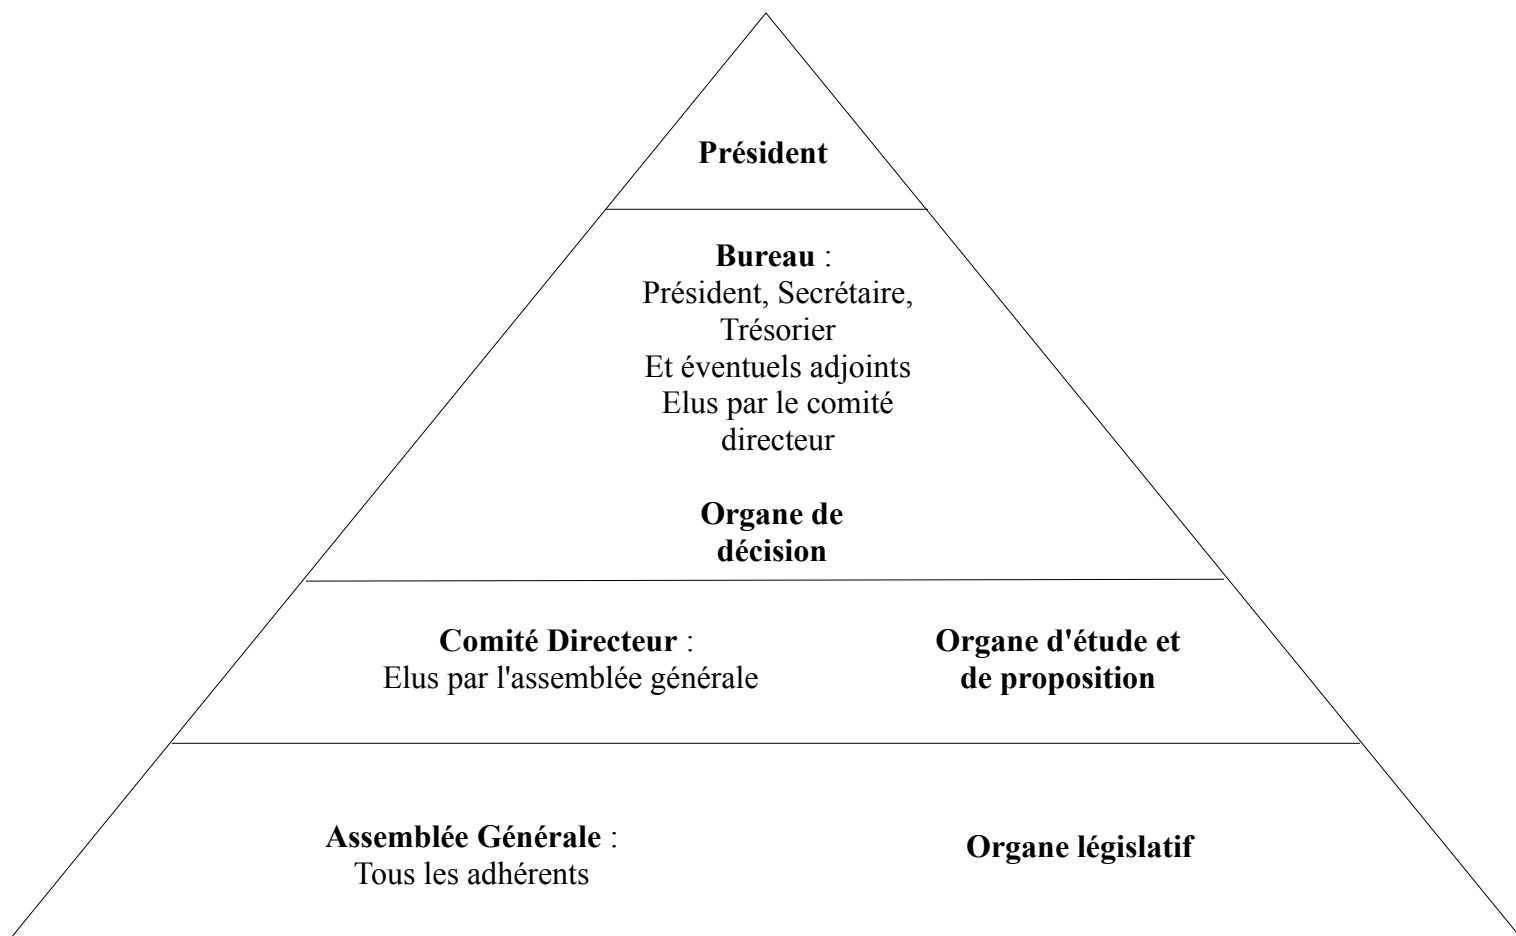 Président
Bureau :
Président, Secrétaire,
Trésorier
Et éventuels adjoints
Elus par le comité
directeur
Organe de
décision
Comité Directeur :
Elus par l'assemblée générale
Organe d'étude et
de proposition
Assemblée Générale :
Tous les adhérents
Organe législatif